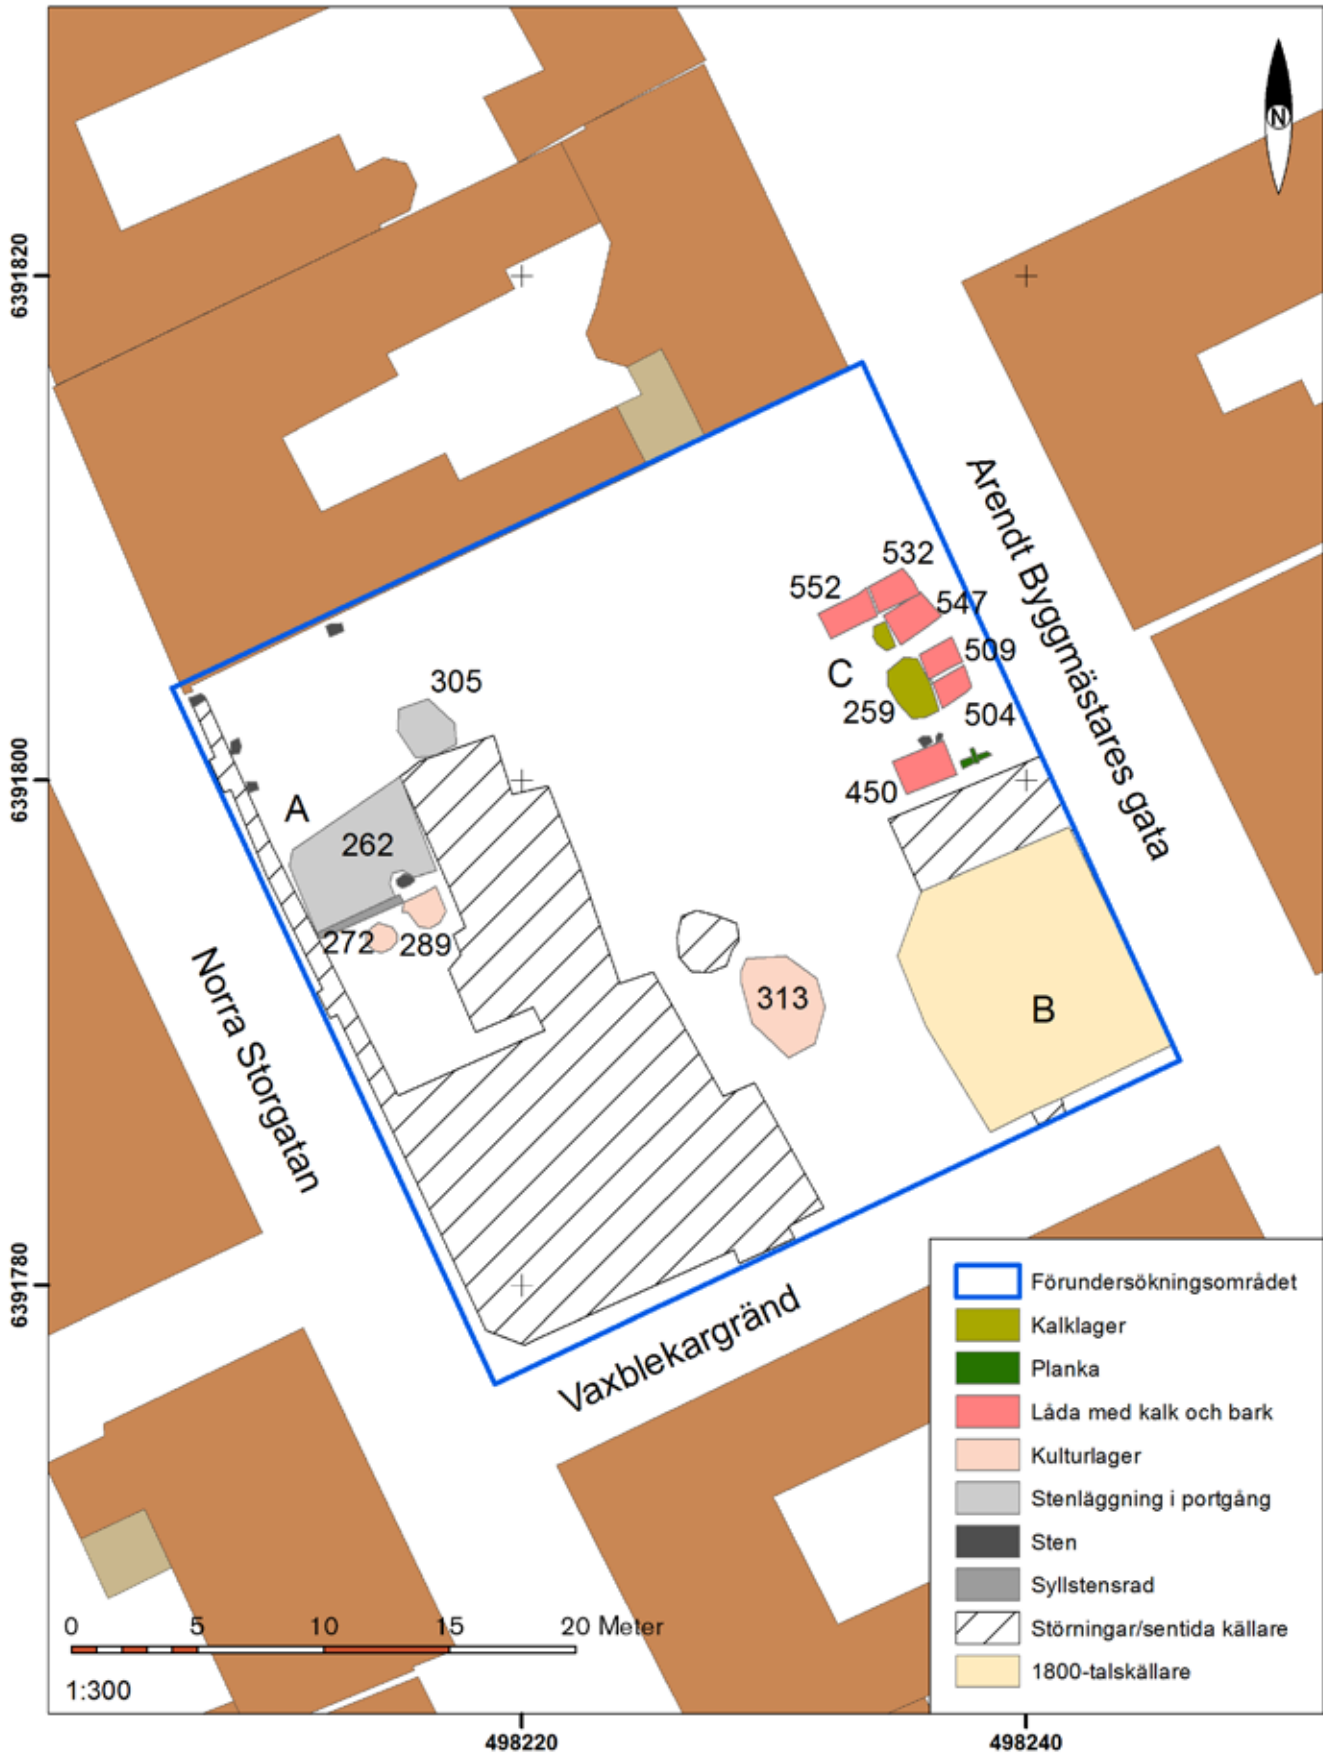 N
6391820
Arendt Byggmästares gata
532
552
547
509
C
305
259
504
6391800
450
A
262
272
289
313
B
Norra Storgatan
6391780
Vaxblekargränd
Förundersökningsområdet
Kalklager
Planka
Låda med kalk och bark
Kulturlager
Stenläggning i portgång
Sten
Syllstensrad
Störningar/sentida källare
1800-talskällare
0 5 10 15 20 Meter
1:300
498220
498240